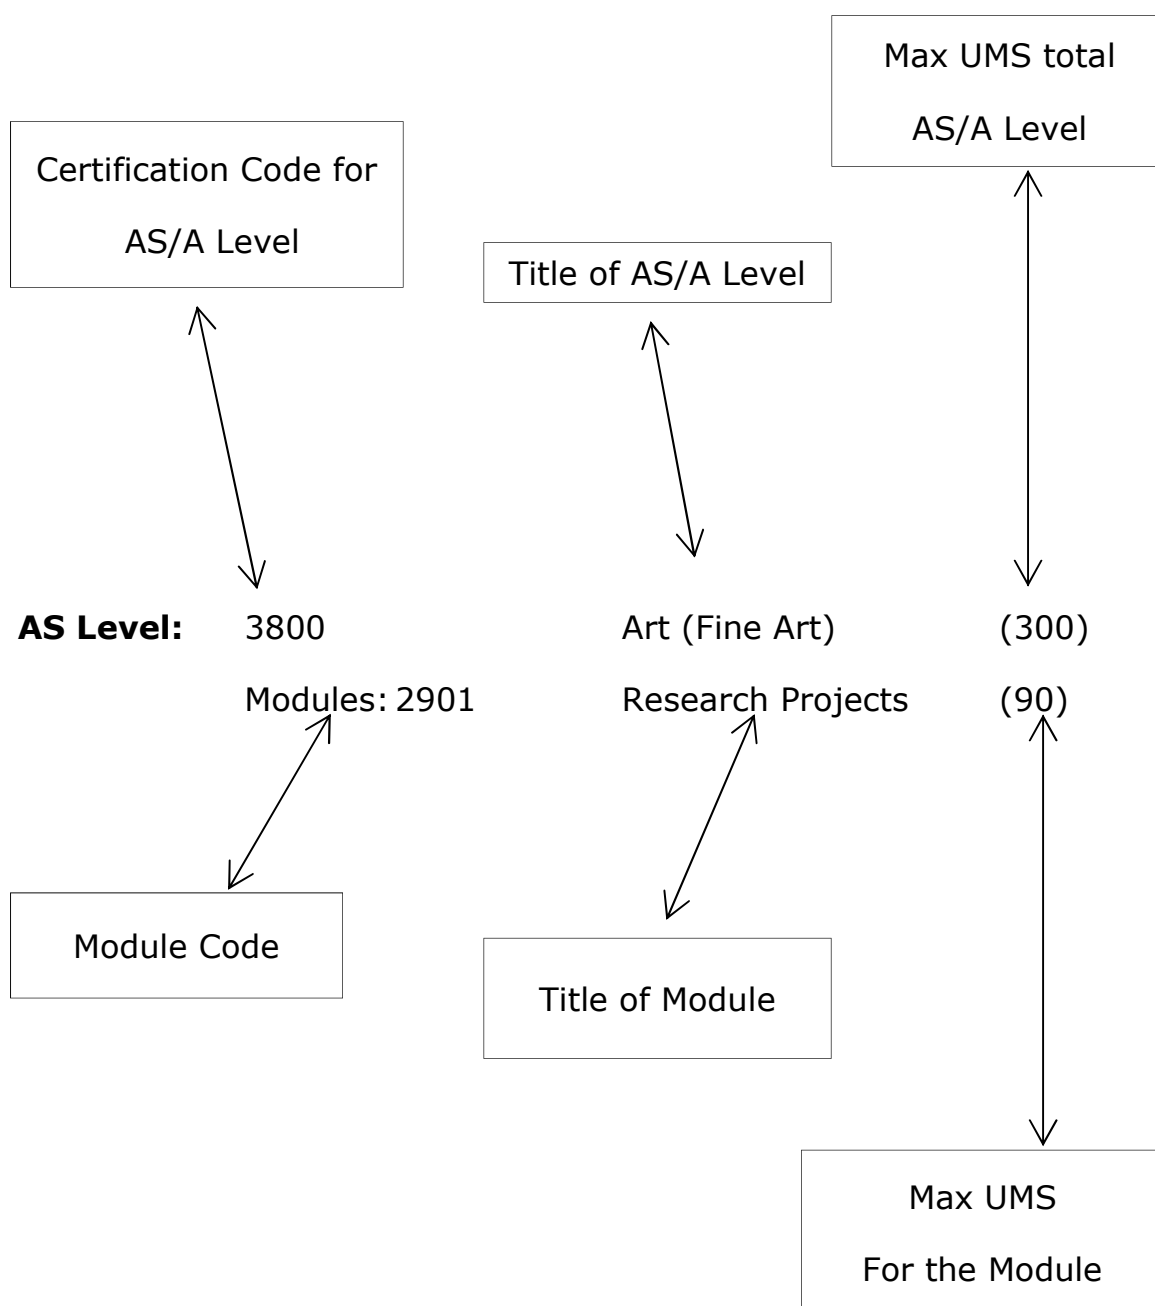 Max UMS total
AS/A Level
Certification Code for
AS/A Level
Title of AS/A Level
AS Level: 3800 Art (Fine Art) (300)
Modules: 2901 Research Projects (90)
Module Code
Title of Module
Max UMS
For the Module